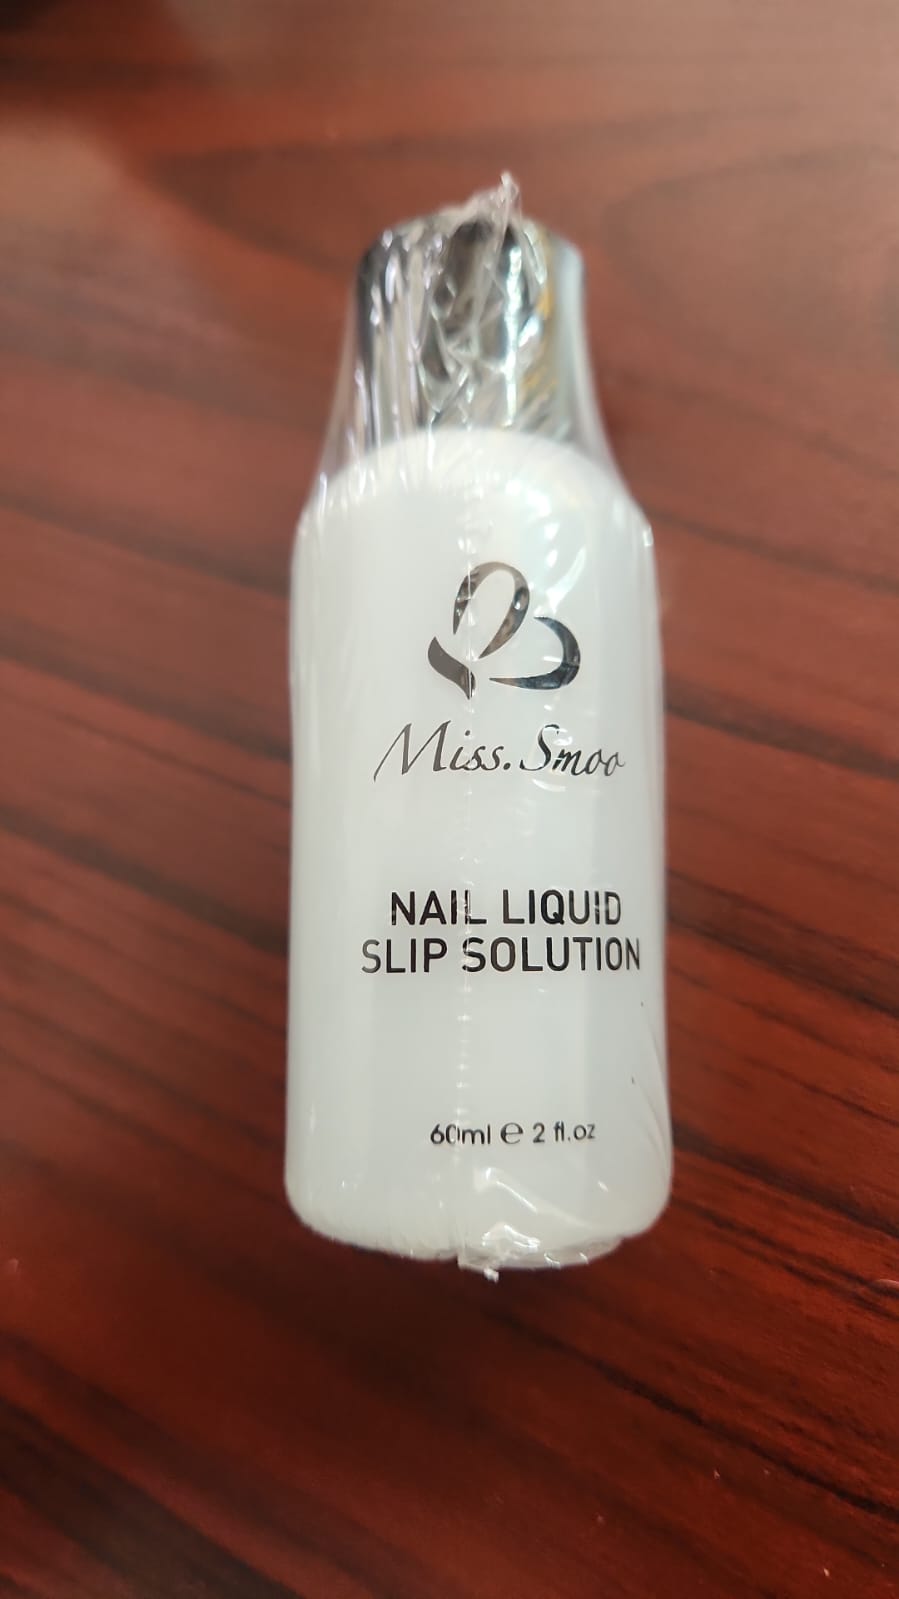 Miss. Smoo
NAIL LIQUID
SLIP SOLUTION
60ml ℮ 2 fl.oz